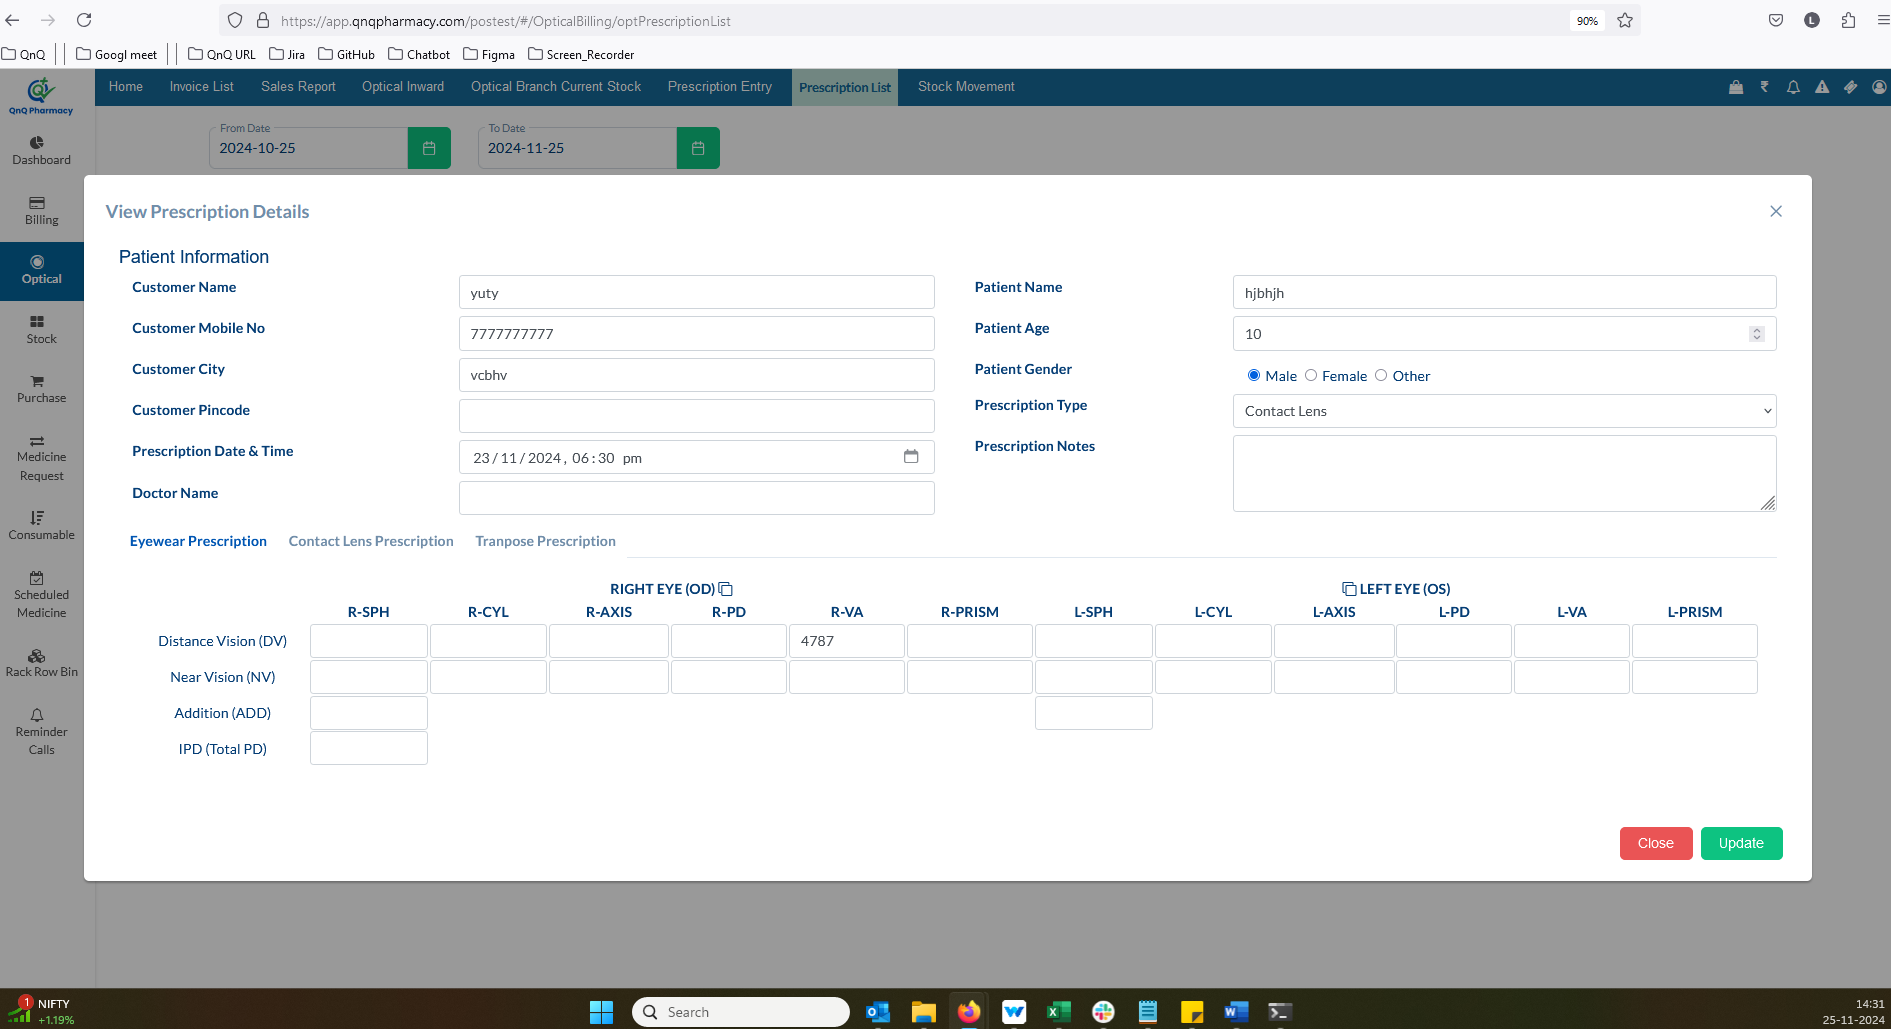 https://app.qnqpharmacy.com/postest/#/OpticalBilling/optPrescriptionList
90%
L
QnQ
Googl meet
QnQ URL
Jira
GitHub
Chatbot
Figma
Screen_Recorder
QnQ Pharmacy
Home
Invoice List
Sales Report
Optical Inward
Optical Branch Current Stock
Prescription Entry
Prescription List
Stock Movement
From Date
2024-10-25
To Date
2024-11-25
Dashboard
Billing
Optical
Stock
Purchase
Medicine
Request
Consumable
Scheduled
Medicine
Rack Row Bin
Reminder
Calls
View Prescription Details
Patient Information
Customer Name
yuty
Customer Mobile No
7777777777
Customer City
vcbhv
Customer Pincode
Prescription Date & Time
23/11/2024, 06:30 pm
Doctor Name
Patient Name
hjbhjh
Patient Age
10
Patient Gender
Male Female Other
Prescription Type
Contact Lens
Prescription Notes
Eyewear Prescription
Contact Lens Prescription
Tranpose Prescription
RIGHT EYE (OD)
LEFT EYE (OS)
R-SPH R-CYL R-AXIS R-PD R-VA R-PRISM L-SPH L-CYL L-AXIS L-PD L-VA L-PRISM
Distance Vision (DV) 4787
Near Vision (NV)
Addition (ADD)
IPD (Total PD)
Close
Update
1
NIFTY
+1.19%
Search
14:31
25-11-2024